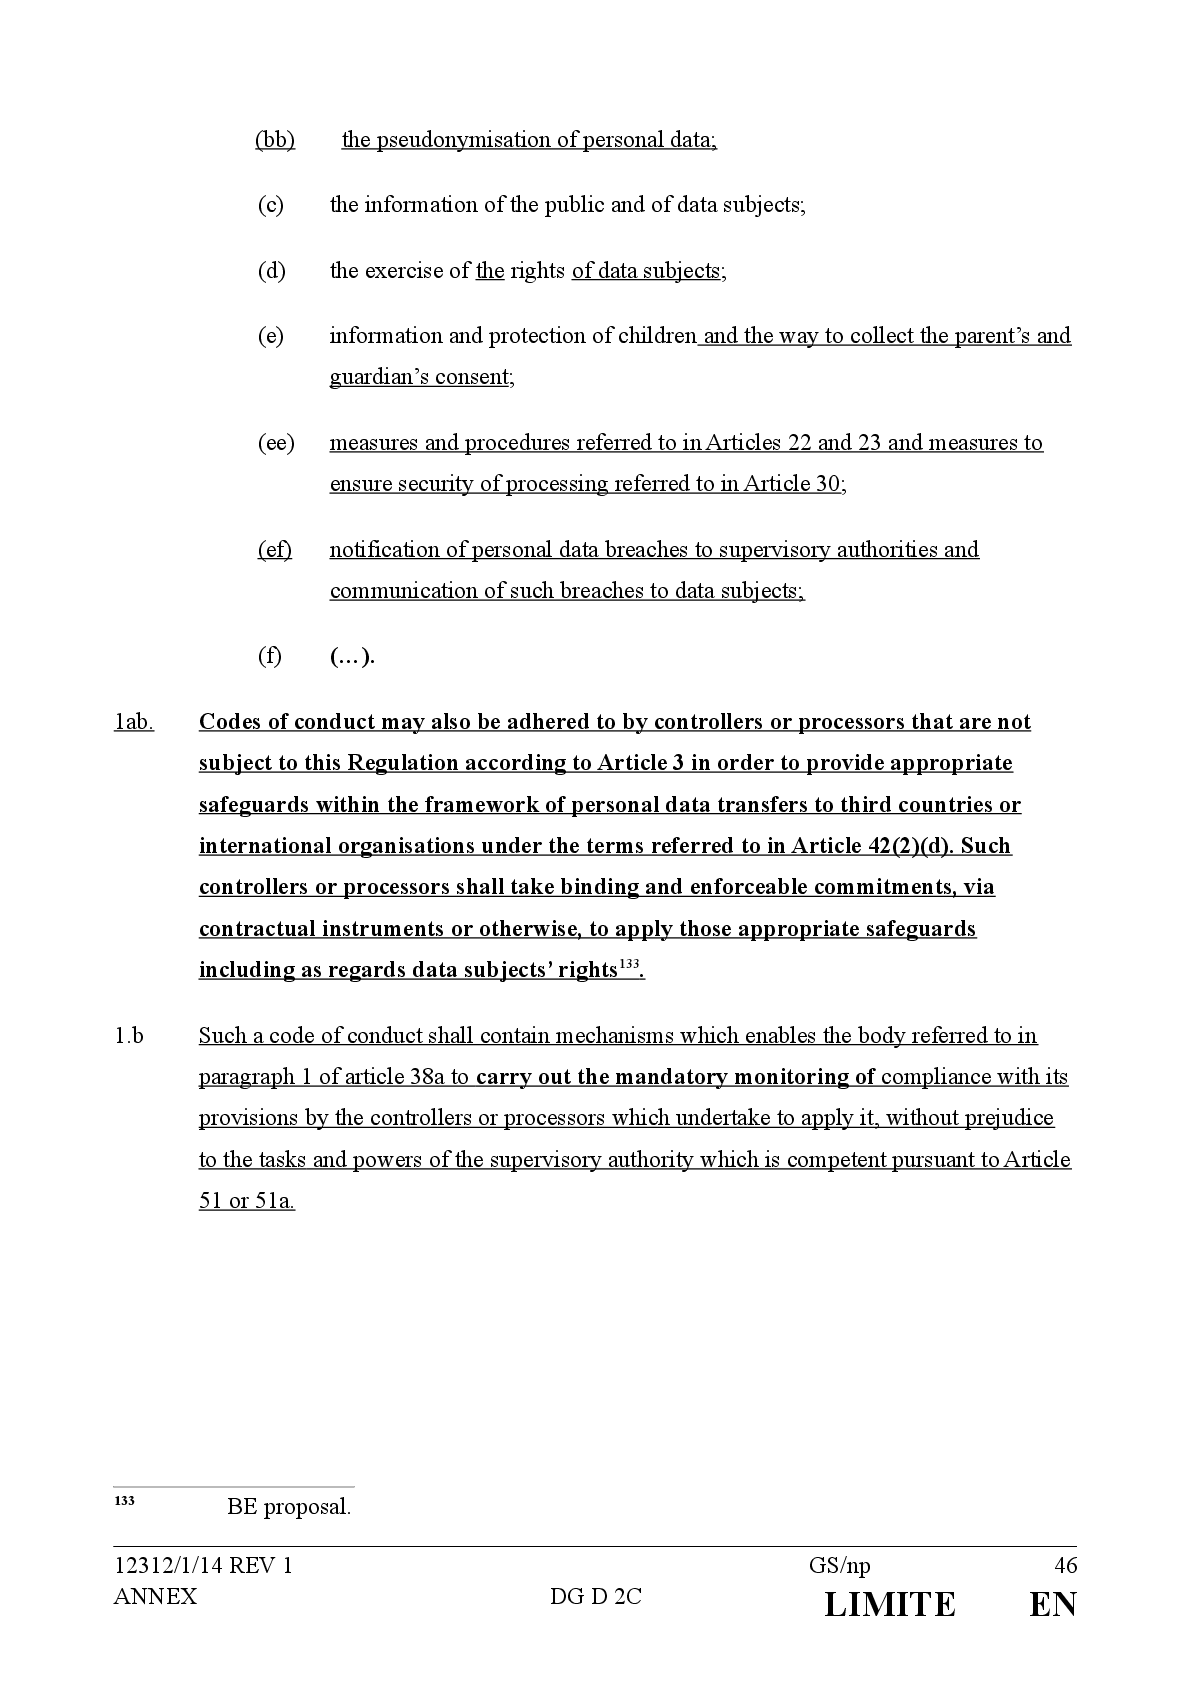 (bb) the pseudonymisation of personal data;
(c) the information of the public and of data subjects;
(d) the exercise of the rights of data subjects;
(e) information and protection of children and the way to collect the parent’s and
guardian’s consent;
(ee) measures and procedures referred to in Articles 22 and 23 and measures to
ensure security of processing referred to in Article 30;
(ef) notification of personal data breaches to supervisory authorities and
communication of such breaches to data subjects;
(f) (…).
1ab. Codes of conduct may also be adhered to by controllers or processors that are not
subject to this Regulation according to Article 3 in order to provide appropriate
safeguards within the framework of personal data transfers to third countries or
international organisations under the terms referred to in Article 42(2)(d). Such
controllers or processors shall take binding and enforceable commitments, via
contractual instruments or otherwise, to apply those appropriate safeguards
including as regards data subjects’ rights133.
1.b Such a code of conduct shall contain mechanisms which enables the body referred to in
paragraph 1 of article 38a to carry out the mandatory monitoring of compliance with its
provisions by the controllers or processors which undertake to apply it, without prejudice
to the tasks and powers of the supervisory authority which is competent pursuant to Article
51 or 51a.
133 BE proposal.
12312/1/14 REV 1 GS/np 46
ANNEX DG D 2C LIMITE EN